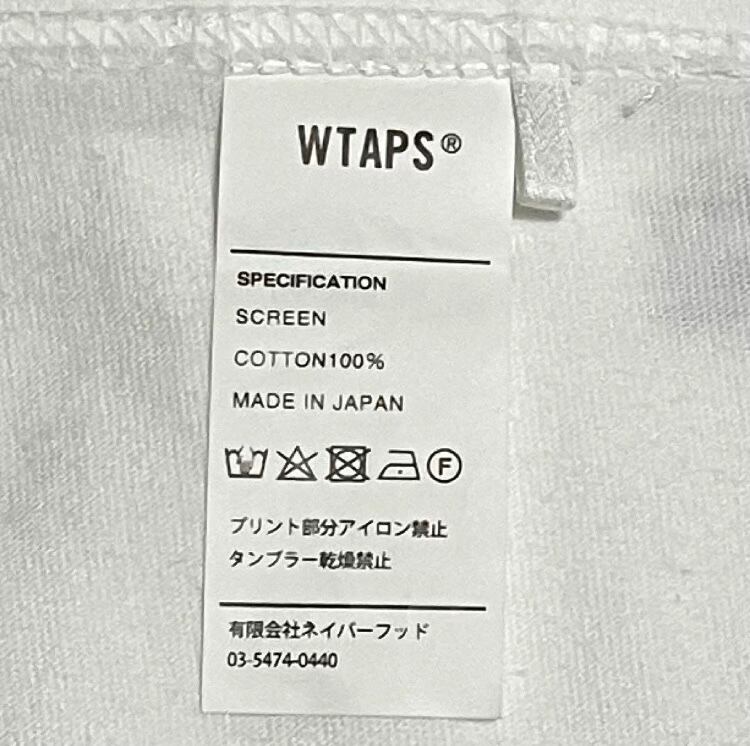 WTAPS®
SPECIFICATION
SCREEN
COTTON100%
MADE IN JAPAN
F
プリント部分アイロン禁止
タンブラー乾燥禁止
有限会社ネイバーフッド
03-5474-0440